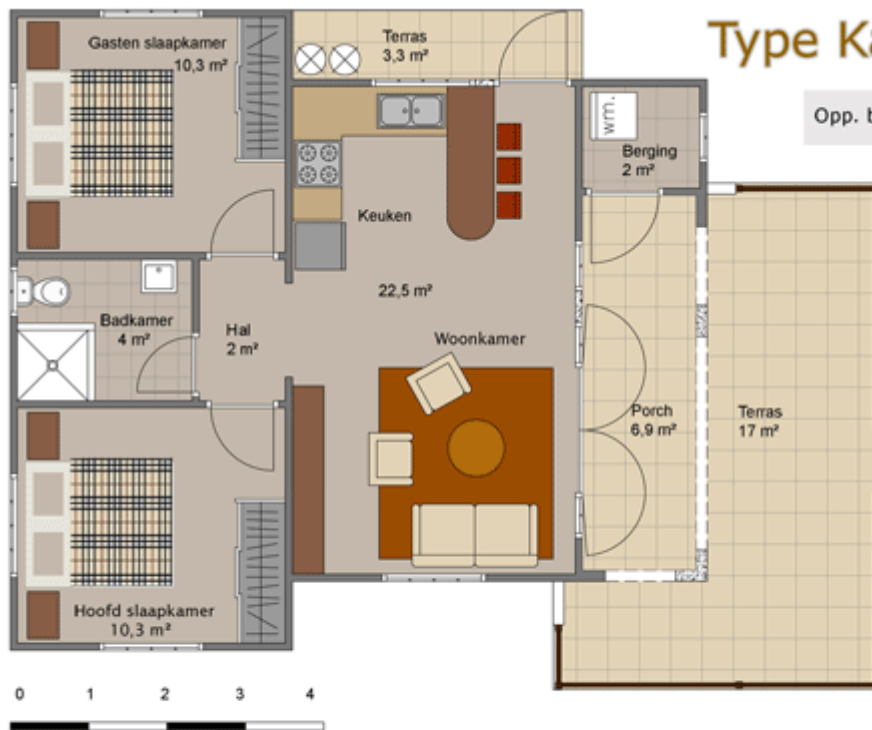 Type Ka
Opp. b
Gasten slaapkamer
10,3 m²
Terras
3,3 m²
wm.
Berging
2 m²
Keuken
22,5 m²
Badkamer
4 m²
Hal
2 m²
Woonkamer
Porch
6,9 m²
Terras
17 m²
Hoofd slaapkamer
10,3 m²
0 1 2 3 4